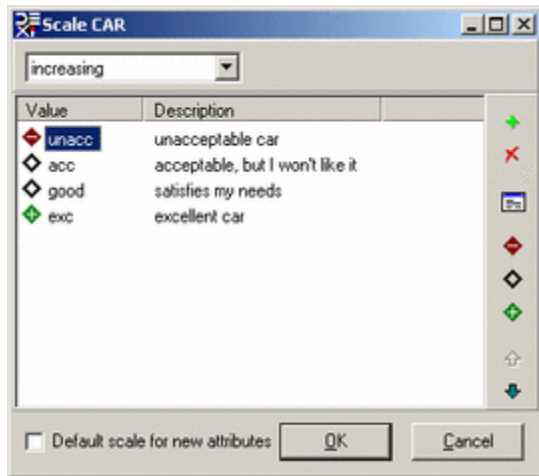 Scale CAR
increasing
Value Description
unacc unacceptable car
acc acceptable, but I won't like it
good satisfies my needs
exc excellent car
Default scale for new attributes OK Cancel